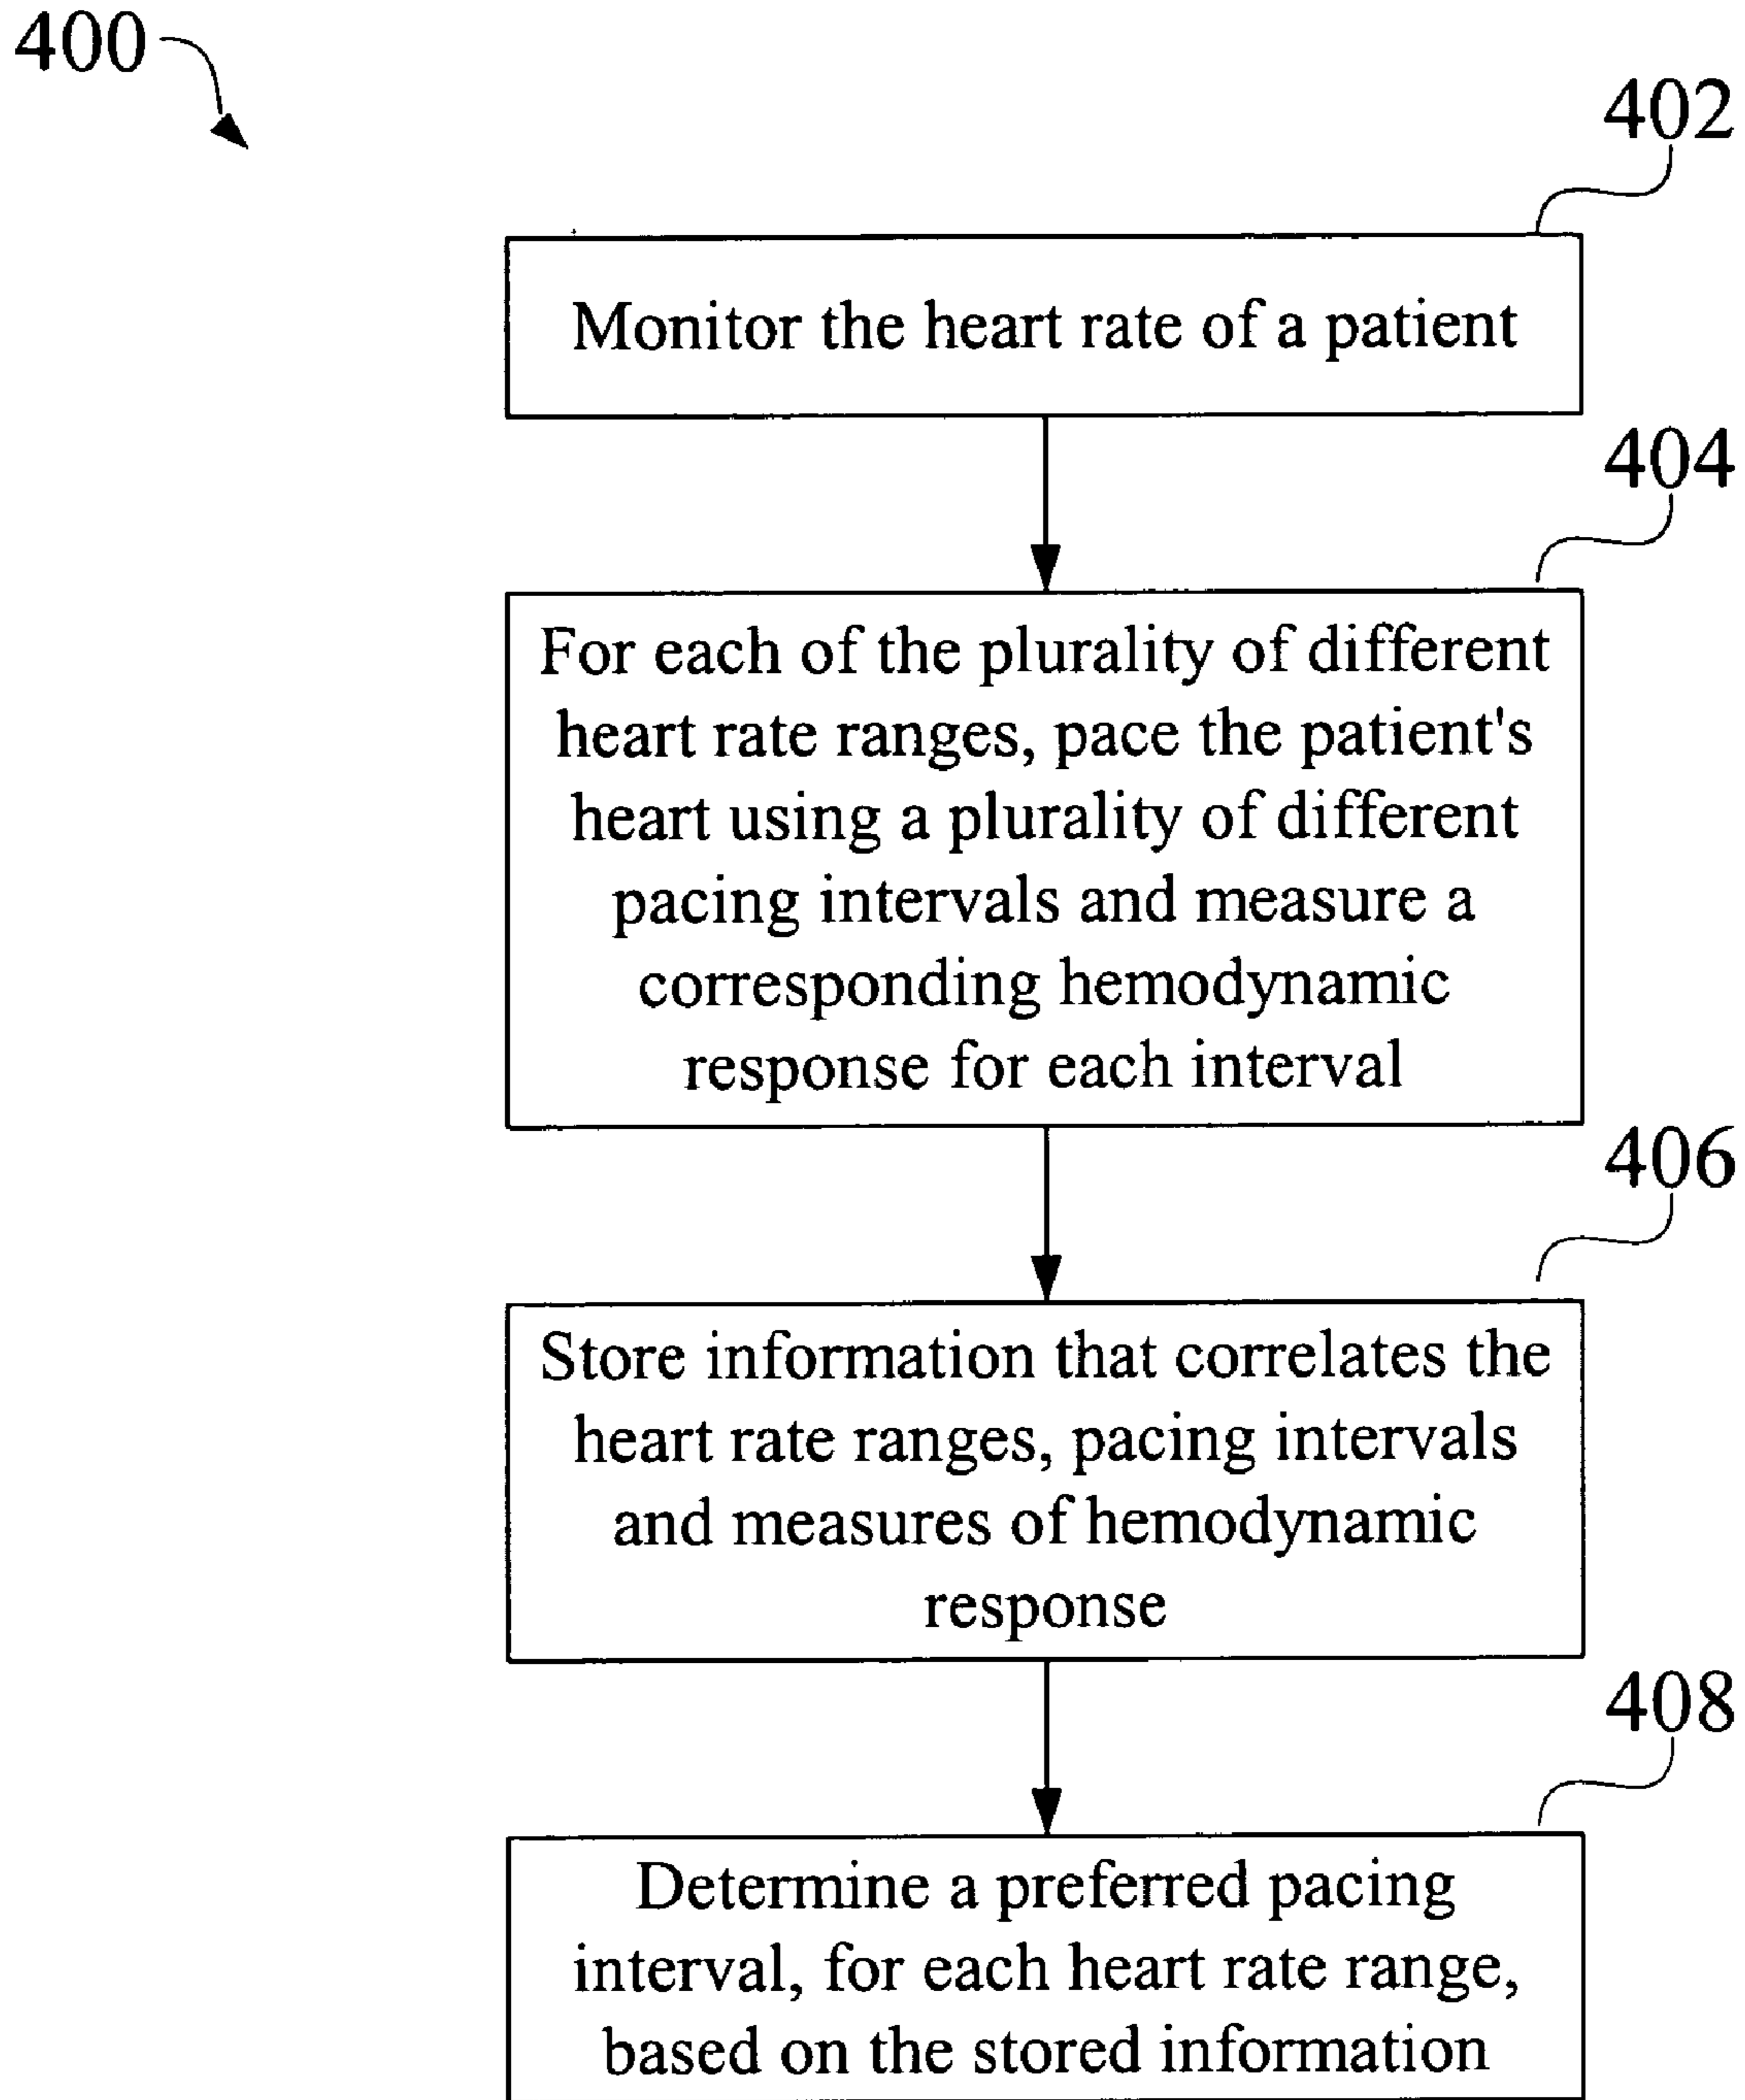 400
402
Monitor the heart rate of a patient
404
For each of the plurality of different
heart rate ranges, pace the patient's
heart using a plurality of different
pacing intervals and measure a
corresponding hemodynamic
response for each interval
406
Store information that correlates the
heart rate ranges, pacing intervals
and measures of hemodynamic
response
408
Determine a preferred pacing
interval, for each heart rate range,
based on the stored information